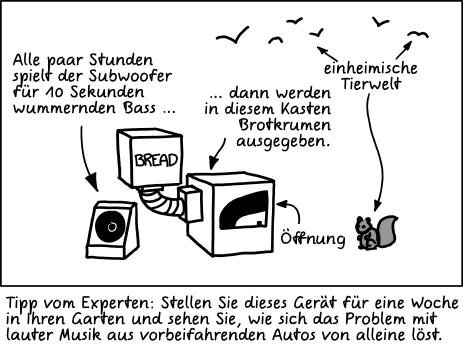 Alle paar Stunden
spielt der Subwoofer
für 10 Sekunden
wummernden Bass ...
... dann werden
in diesem Kasten
Brotkrumen
ausgegeben.
einheimische
Tierwelt
BREAD
Öffnung
Tipp vom Experten: Stellen Sie dieses Gerät für eine Woche
in Ihren Garten und sehen Sie, wie sich das Problem mit
lauter Musik aus vorbeifahrenden Autos von alleine löst.